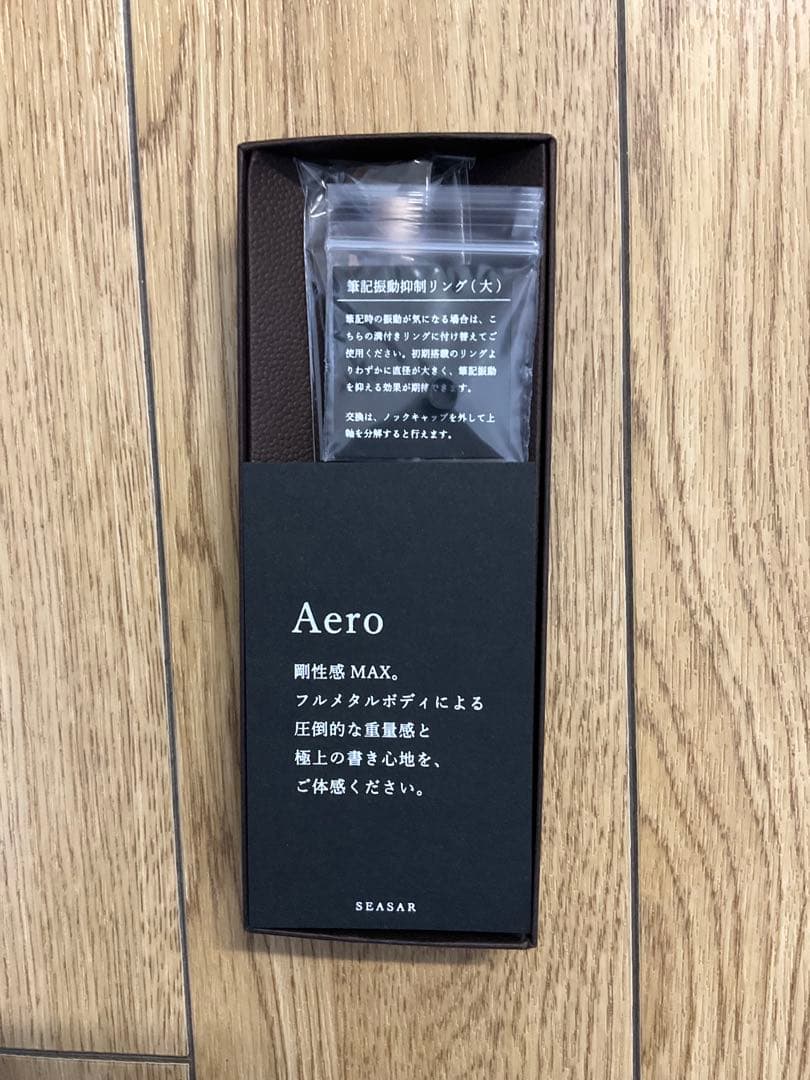 筆記振動抑制リング(大)
筆記時の振動が気になる場合は、こ
ちらの溝付きリングに付け替えてご
使用ください。初期搭載のリングよ
りわずかに直径が大きく、筆記振動
を抑える効果が期待できます。
交換は、ノックキャップを外して上
軸を分解すると行えます。
Aero
剛性感 MAX。
フルメタルボディによる
圧倒的な重量感と
極上の書き心地を、
ご体感ください。
SEASAR